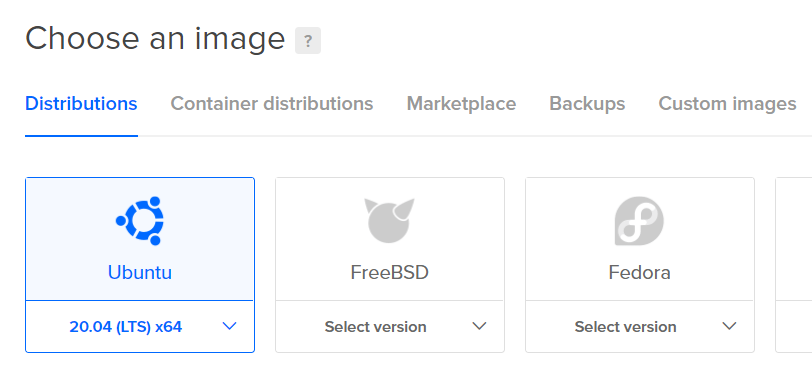 Choose an image ?
Distributions Container distributions Marketplace Backups Custom images
Ubuntu FreeBSD Fedora
20.04 (LTS) x64 Select version Select version